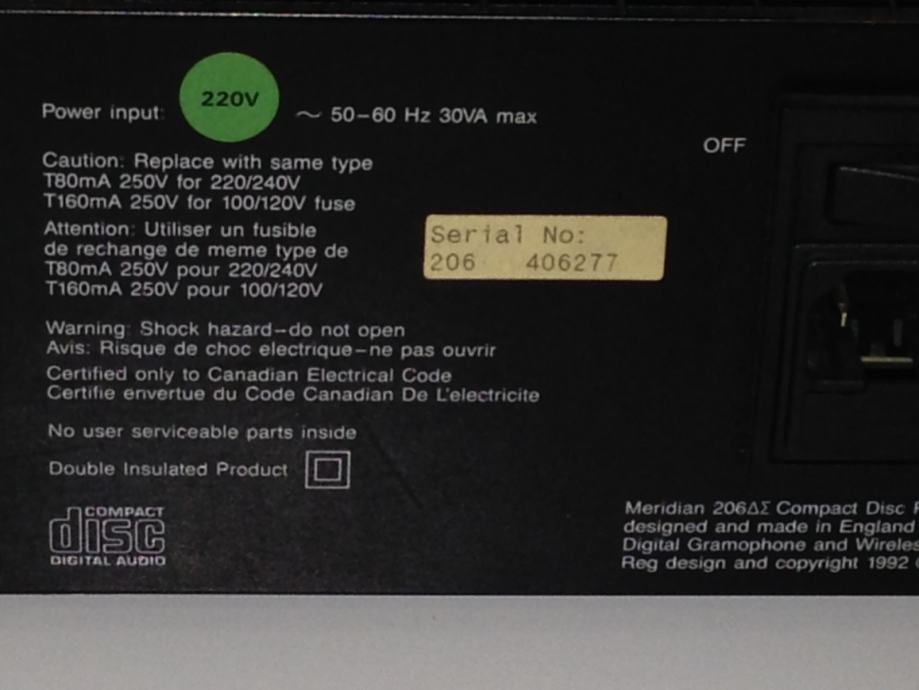 Power input: 220V ~ 50-60 Hz 30VA max
OFF
Caution: Replace with same type
T80mA 250V for 220/240V
T160mA 250V for 100/120V fuse
Attention: Utiliser un fusible
de rechange de meme type de
T80mA 250V pour 220/240V
T160mA 250V pour 100/120V
Serial No:
206 406277
Warning: Shock hazard-do not open
Avis: Risque de choc electrique-ne pas ouvrir
Certified only to Canadian Electrical Code
Certifie envertue du Code Canadian De L'electricite
No user serviceable parts inside
Double Insulated Product
COMPACT
disc
DIGITAL AUDIO
Meridian 206ΔΣ Compact Disc
designed and made in England
Digital Gramophone and
Reg design and copyright 1992